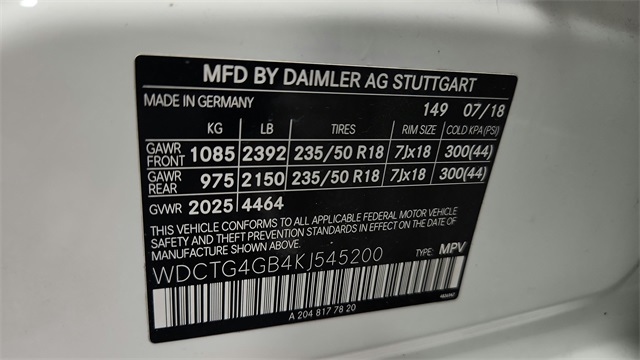 MFD BY DAIMLER AG STUTTGART
MADE IN GERMANY 149 07/18
KG LB TIRES RIM SIZE COLD KPA (PSI)
GAWR FRONT 1085 2392 235/50 R18 7Jx18 300(44)
GAWR REAR 975 2150 235/50 R18 7Jx18 300(44)
GVWR 2025 4464
THIS VEHICLE CONFORMS TO ALL APPLICABLE FEDERAL MOTOR VEHICLE
SAFETY AND THEFT PREVENTION STANDARDS IN EFFECT ON THE DATE OF
MANUFACTURE SHOWN ABOVE.
WDCTG4GB4KJ545200 TYPE: MPV
A 204 817 78 20